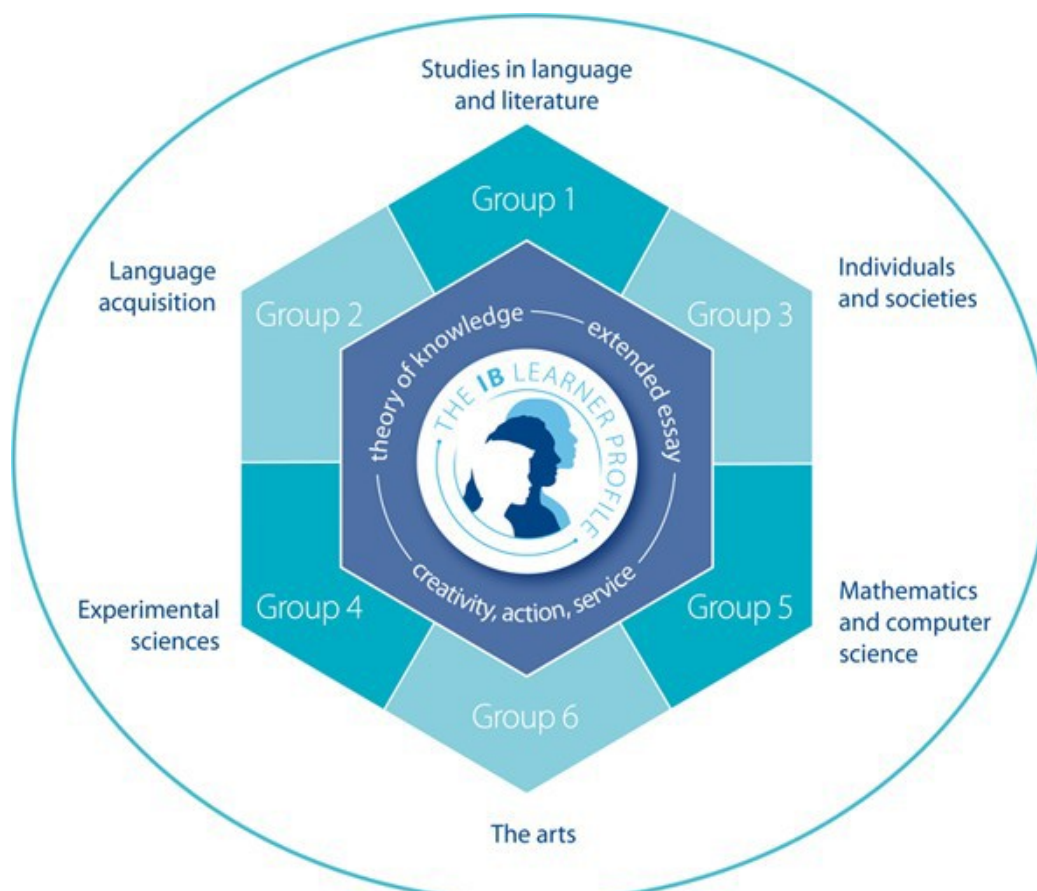 Studies in language
and literature
Group 1
Language
acquisition
Group 2
Individuals
and societies
Group 3
theory of knowledge
extended essay
THE IB LEARNER PROFILE
creativity, action, service
Experimental
sciences
Group 4
Mathematics
and computer
science
Group 5
Group 6
The arts